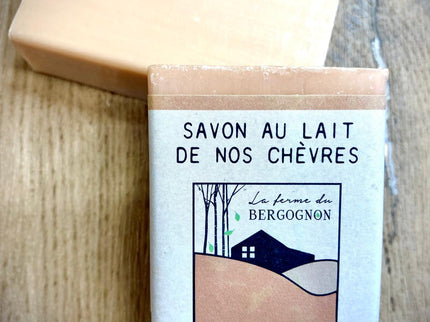 SAVON AU LAIT
DE NOS CHÈVRES
La ferme du
BERGOGNON